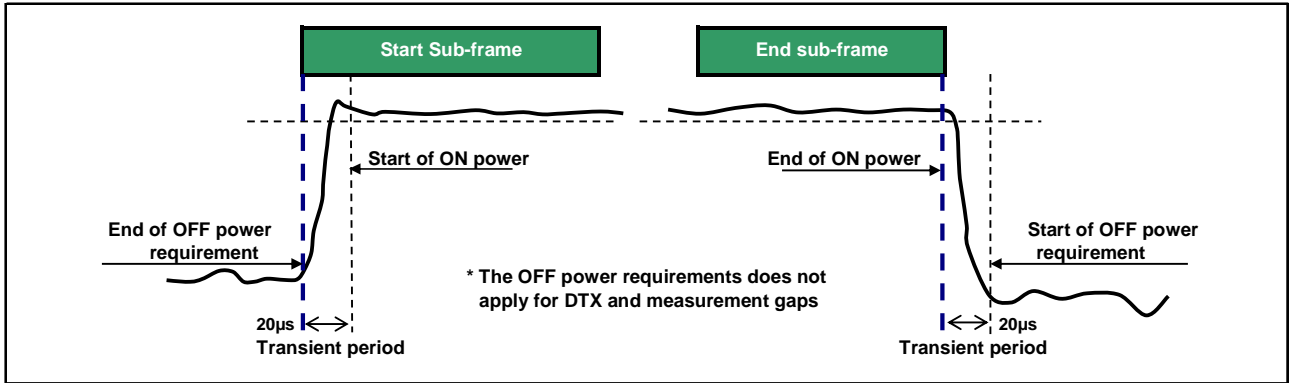 Start Sub-frame
End sub-frame
Start of ON power
End of ON power
End of OFF power
requirement
Start of OFF power
requirement
* The OFF power requirements does not
apply for DTX and measurement gaps
20µs
Transient period
20µs
Transient period